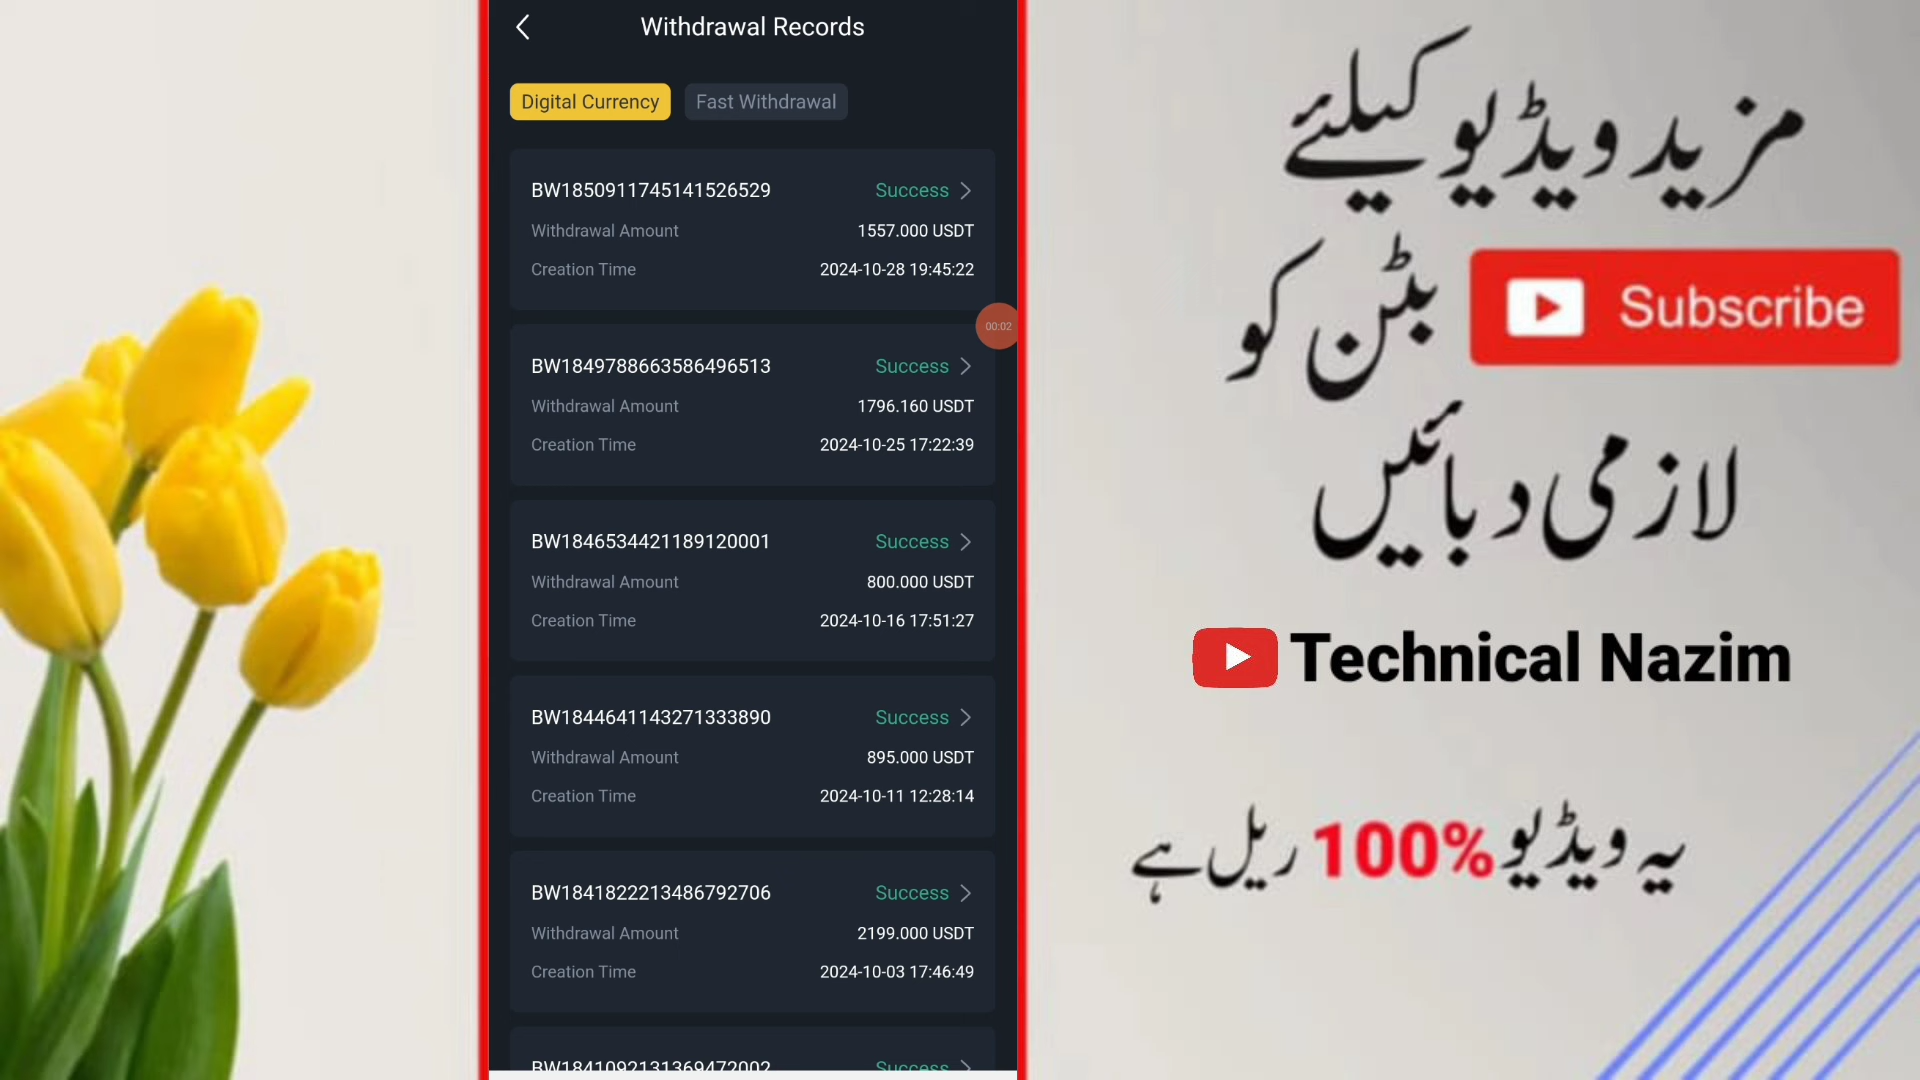 Withdrawal Records
Digital Currency
Fast Withdrawal
BW1850911745141526529 Success
Withdrawal Amount 1557.000 USDT
Creation Time 2024-10-28 19:45:22
00:02
BW1849788663586496513 Success
Withdrawal Amount 1796.160 USDT
Creation Time 2024-10-25 17:22:39
BW1846534421189120001 Success
Withdrawal Amount 800.000 USDT
Creation Time 2024-10-16 17:51:27
BW1844641143271333890 Success
Withdrawal Amount 895.000 USDT
Creation Time 2024-10-11 12:28:14
BW1841822213486792706 Success
Withdrawal Amount 2199.000 USDT
Creation Time 2024-10-03 17:46:49
BW1841092131369472002 Success
مزید ویڈیو کیلئے
Subscribe بٹن کو
لازمی دبائیں
Technical Nazim
یہ ویڈیو 100% ریل ہے